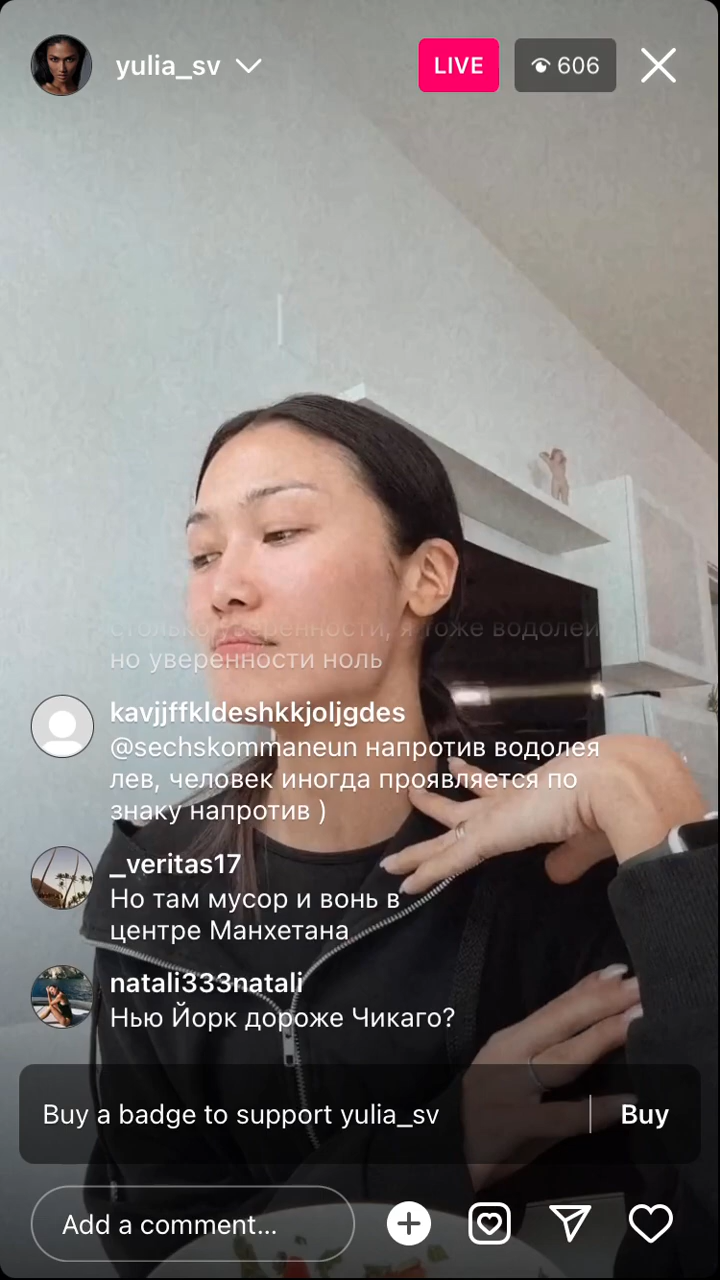 yulia_sv
LIVE
606
столько уверенности, я тоже водолей
но уверенности ноль
kavjjffkldeshkkjoljgdes
@sechskommaneun напротив водолея
лев, человек иногда проявляется по
знаку напротив )
_veritas17
Но там мусор и вонь в
центре Манхетана
natali333natali
Нью Йорк дороже Чикаго?
Buy a badge to support yulia_sv
Buy
Add a comment...